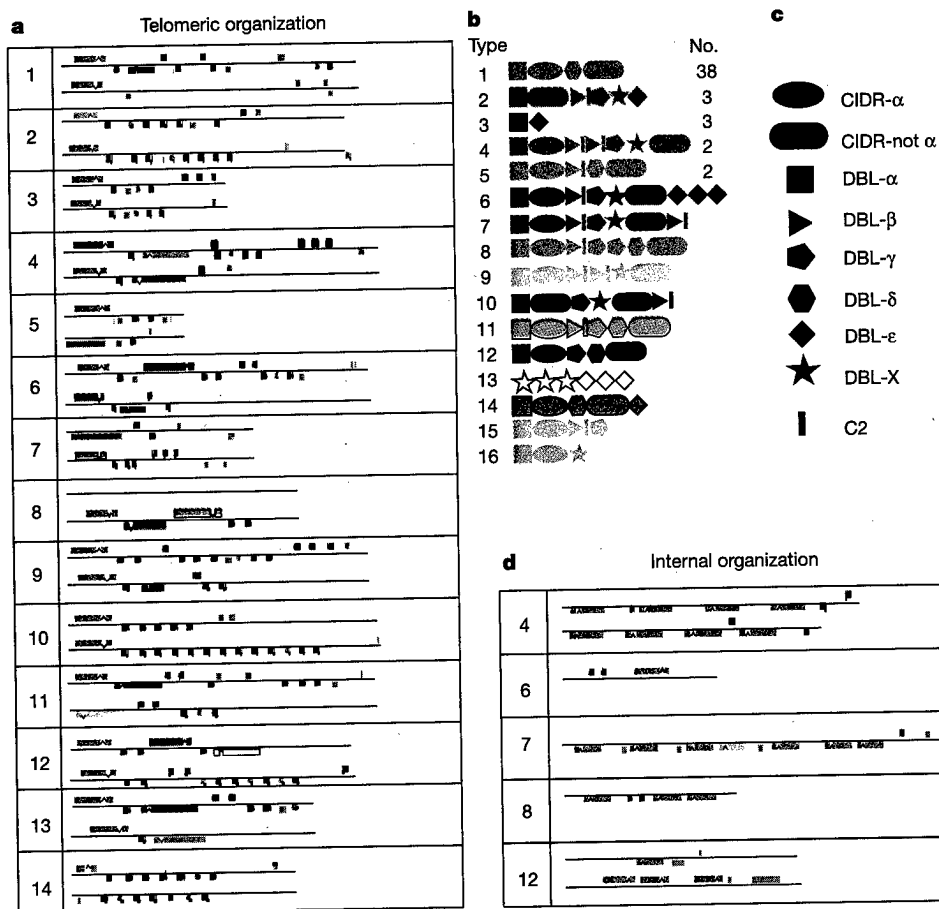 a
Telomeric organization
1
2
3
4
5
6
7
8
9
10
11
12
13
14
b
Type No.
1 38
2 3
3 3
4 2
5 2
6
7
8
9
10
11
12
13
14
15
16
c
CIDR-α
CIDR-not α
DBL-α
DBL-β
DBL-γ
DBL-δ
DBL-ε
DBL-X
C2
d
Internal organization
4
6
7
8
12